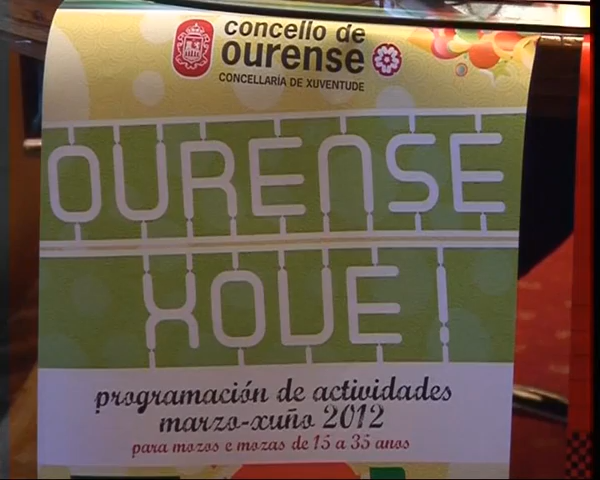 concello de
ourense
CONCELLARÍA DE XUVENTUDE
OURENSE
XOVE!
programación de actividades
marzo-xuño 2012
para mozos e mozas de 15 a 35 anos